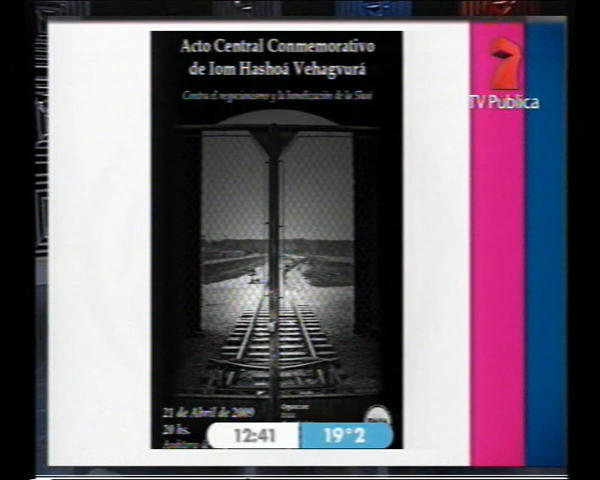 Acto Central Conmemorativo
de Iom Hashoá Vehagvurá
Contra el negacionismo y la banalización de la Shoá
TV Pública
21 de Abril de 2009
20 hs.
12:41
19°2